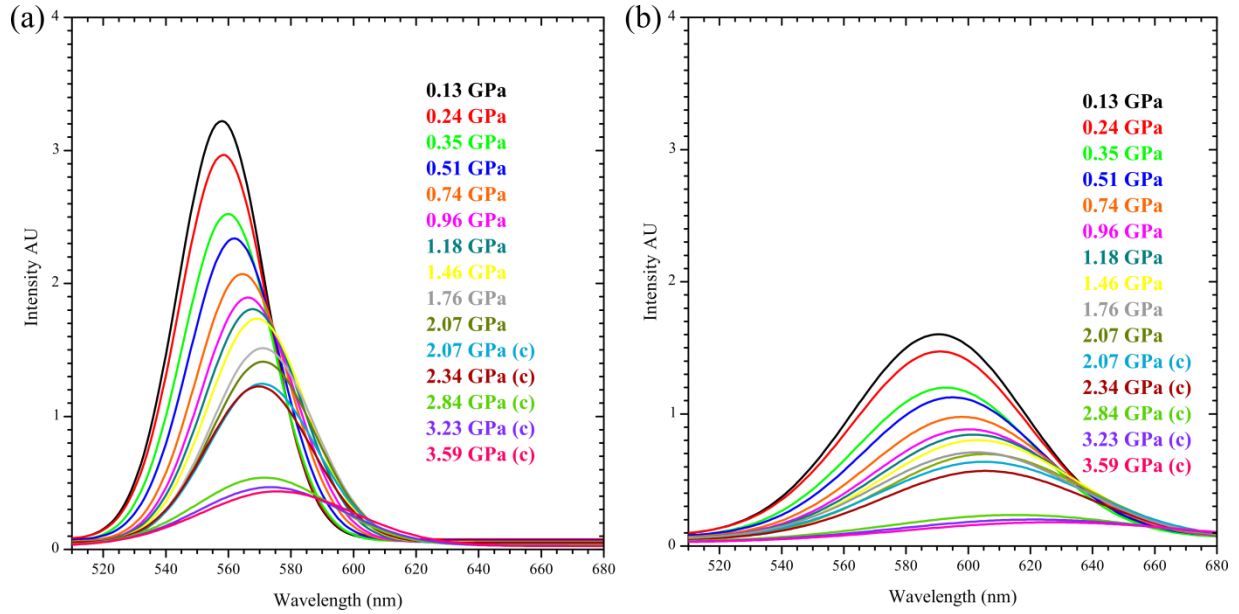 (a)
4
3
2
1
0
Intensity AU
0.13 GPa
0.24 GPa
0.35 GPa
0.51 GPa
0.74 GPa
0.96 GPa
1.18 GPa
1.46 GPa
1.76 GPa
2.07 GPa
2.07 GPa (c)
2.34 GPa (c)
2.84 GPa (c)
3.23 GPa (c)
3.59 GPa (c)
520 540 560 580 600 620 640 660 680
Wavelength (nm)
(b)
4
3
2
1
0
Intensity AU
0.13 GPa
0.24 GPa
0.35 GPa
0.51 GPa
0.74 GPa
0.96 GPa
1.18 GPa
1.46 GPa
1.76 GPa
2.07 GPa
2.07 GPa (c)
2.34 GPa (c)
2.84 GPa (c)
3.23 GPa (c)
3.59 GPa (c)
520 540 560 580 600 620 640 660 680
Wavelength (nm)